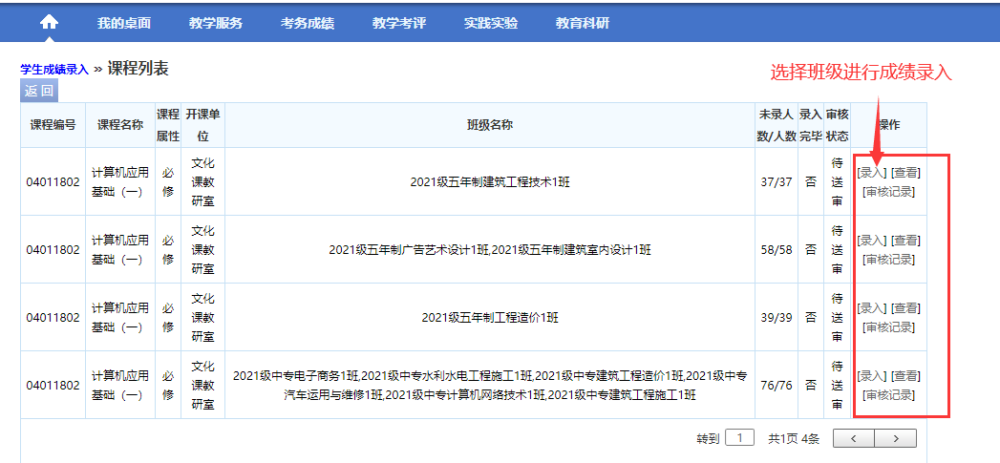 我的桌面 教学服务 考务成绩 教学考评 实践实验 教育科研
学生成绩录入 » 课程列表
选择班级进行成绩录入
返 回
课程编号 课程名称 课程属性 开课单位 班级名称 未录人数/人数 录入完毕 审核状态 操作
04011802 计算机应用基础（一） 必修 文化课教研室 2021级五年制建筑工程技术1班 37/37 否 待送审 [录入] [查看] [审核记录]
04011802 计算机应用基础（一） 必修 文化课教研室 2021级五年制广告艺术设计1班,2021级五年制建筑室内设计1班 58/58 否 待送审 [录入] [查看] [审核记录]
04011802 计算机应用基础（一） 必修 文化课教研室 2021级五年制工程造价1班 39/39 否 待送审 [录入] [查看] [审核记录]
04011802 计算机应用基础（一） 必修 文化课教研室 2021级中专电子商务1班,2021级中专水利水电工程施工1班,2021级中专建筑工程造价1班,2021级中专汽车运用与维修1班,2021级中专计算机网络技术1班,2021级中专建筑工程施工1班 76/76 否 待送审 [录入] [查看] [审核记录]
转到 1 共1页 4条 < >